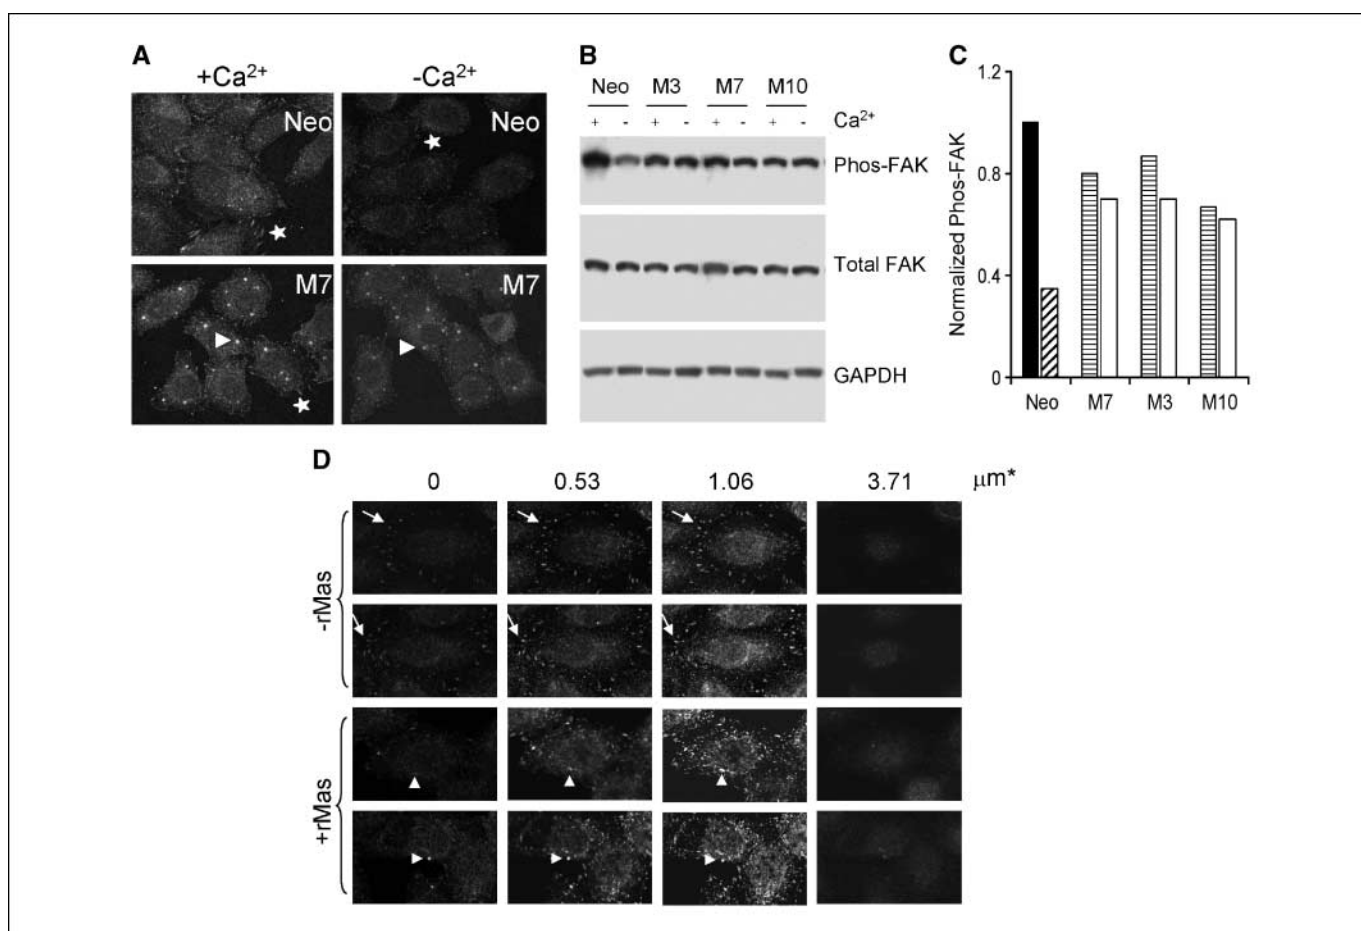 A
+Ca²⁺ -Ca²⁺
Neo Neo
M7 M7
B
Neo M3 M7 M10
+ - + - + - + - Ca²⁺
Phos-FAK
Total FAK
GAPDH
C
Normalized Phos-FAK
1.2
0.8
0.4
0
Neo M7 M3 M10
D
0 0.53 1.06 3.71 μm*
-rMas
+rMas